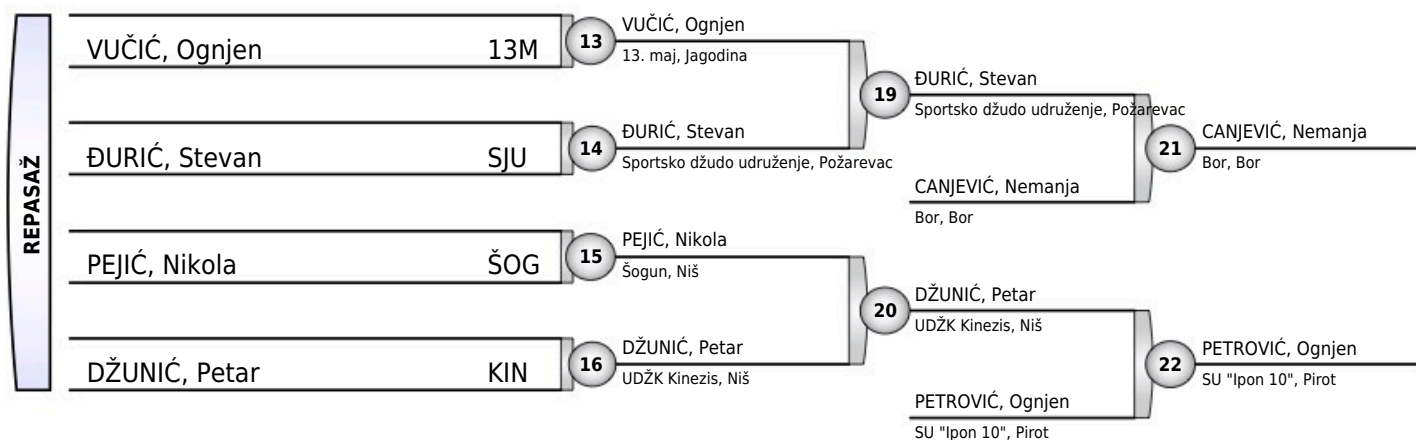 REPASAŽ
VUČIĆ, Ognjen 13M
ĐURIĆ, Stevan SJU
PEJIĆ, Nikola ŠOG
DŽUNIĆ, Petar KIN
13
VUČIĆ, Ognjen
13. maj, Jagodina
14
ĐURIĆ, Stevan
Sportsko džudo udruženje, Požarevac
15
PEJIĆ, Nikola
Šogun, Niš
16
DŽUNIĆ, Petar
UDŽK Kinezis, Niš
19
ĐURIĆ, Stevan
Sportsko džudo udruženje, Požarevac
CANJEVIĆ, Nemanja
Bor, Bor
20
DŽUNIĆ, Petar
UDŽK Kinezis, Niš
PETROVIĆ, Ognjen
SU "Ipon 10", Pirot
21
CANJEVIĆ, Nemanja
Bor, Bor
22
PETROVIĆ, Ognjen
SU "Ipon 10", Pirot